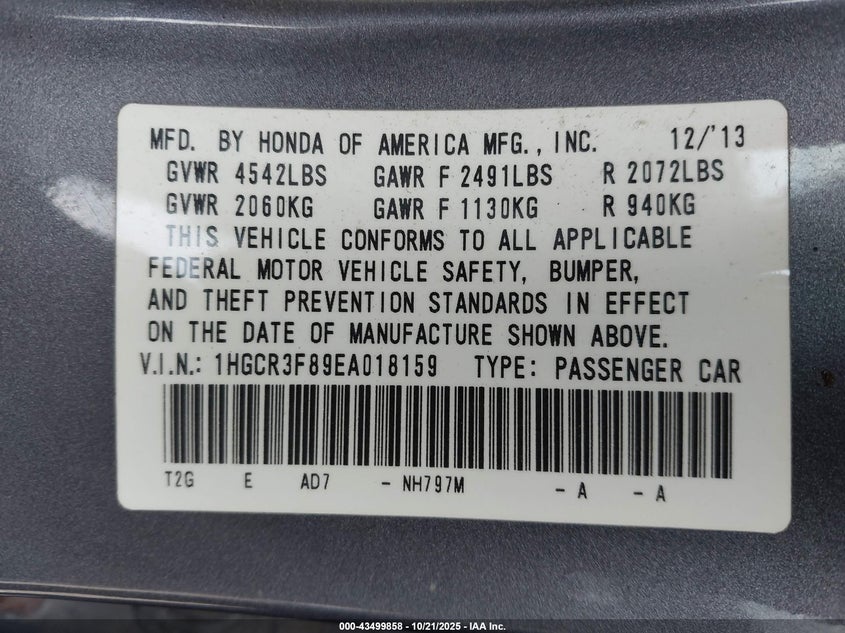 MFD. BY HONDA OF AMERICA MFG., INC. 12/'13
GVWR 4542LBS GAWR F 2491LBS R 2072LBS
GVWR 2060KG GAWR F 1130KG R 940KG
THIS VEHICLE CONFORMS TO ALL APPLICABLE
FEDERAL MOTOR VEHICLE SAFETY, BUMPER,
AND THEFT PREVENTION STANDARDS IN EFFECT
ON THE DATE OF MANUFACTURE SHOWN ABOVE.
V.I.N.: 1HGCR3F89EA018159 TYPE: PASSENGER CAR
T2G E AD7 - NH797M - A - A
000-43499858 - 10/21/2025 - IAA Inc.